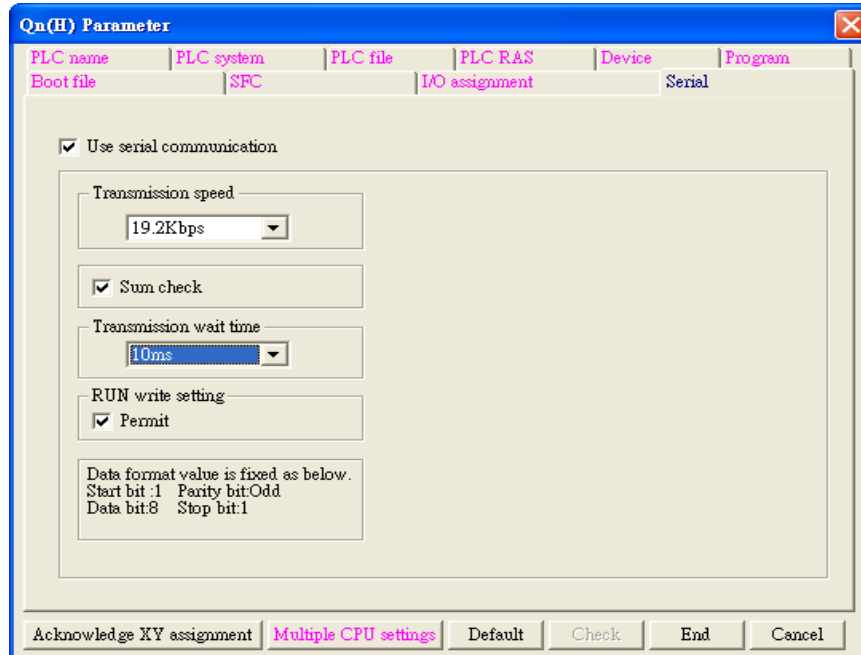 Qn(H) Parameter
PLC name PLC system PLC file PLC RAS Device Program
Boot file SFC I/O assignment Serial
Use serial communication
Transmission speed
19.2Kbps
Sum check
Transmission wait time
10ms
RUN write setting
Permit
Data format value is fixed as below.
Start bit :1 Parity bit:Odd
Data bit:8 Stop bit:1
Acknowledge XY assignment Multiple CPU settings Default Check End Cancel